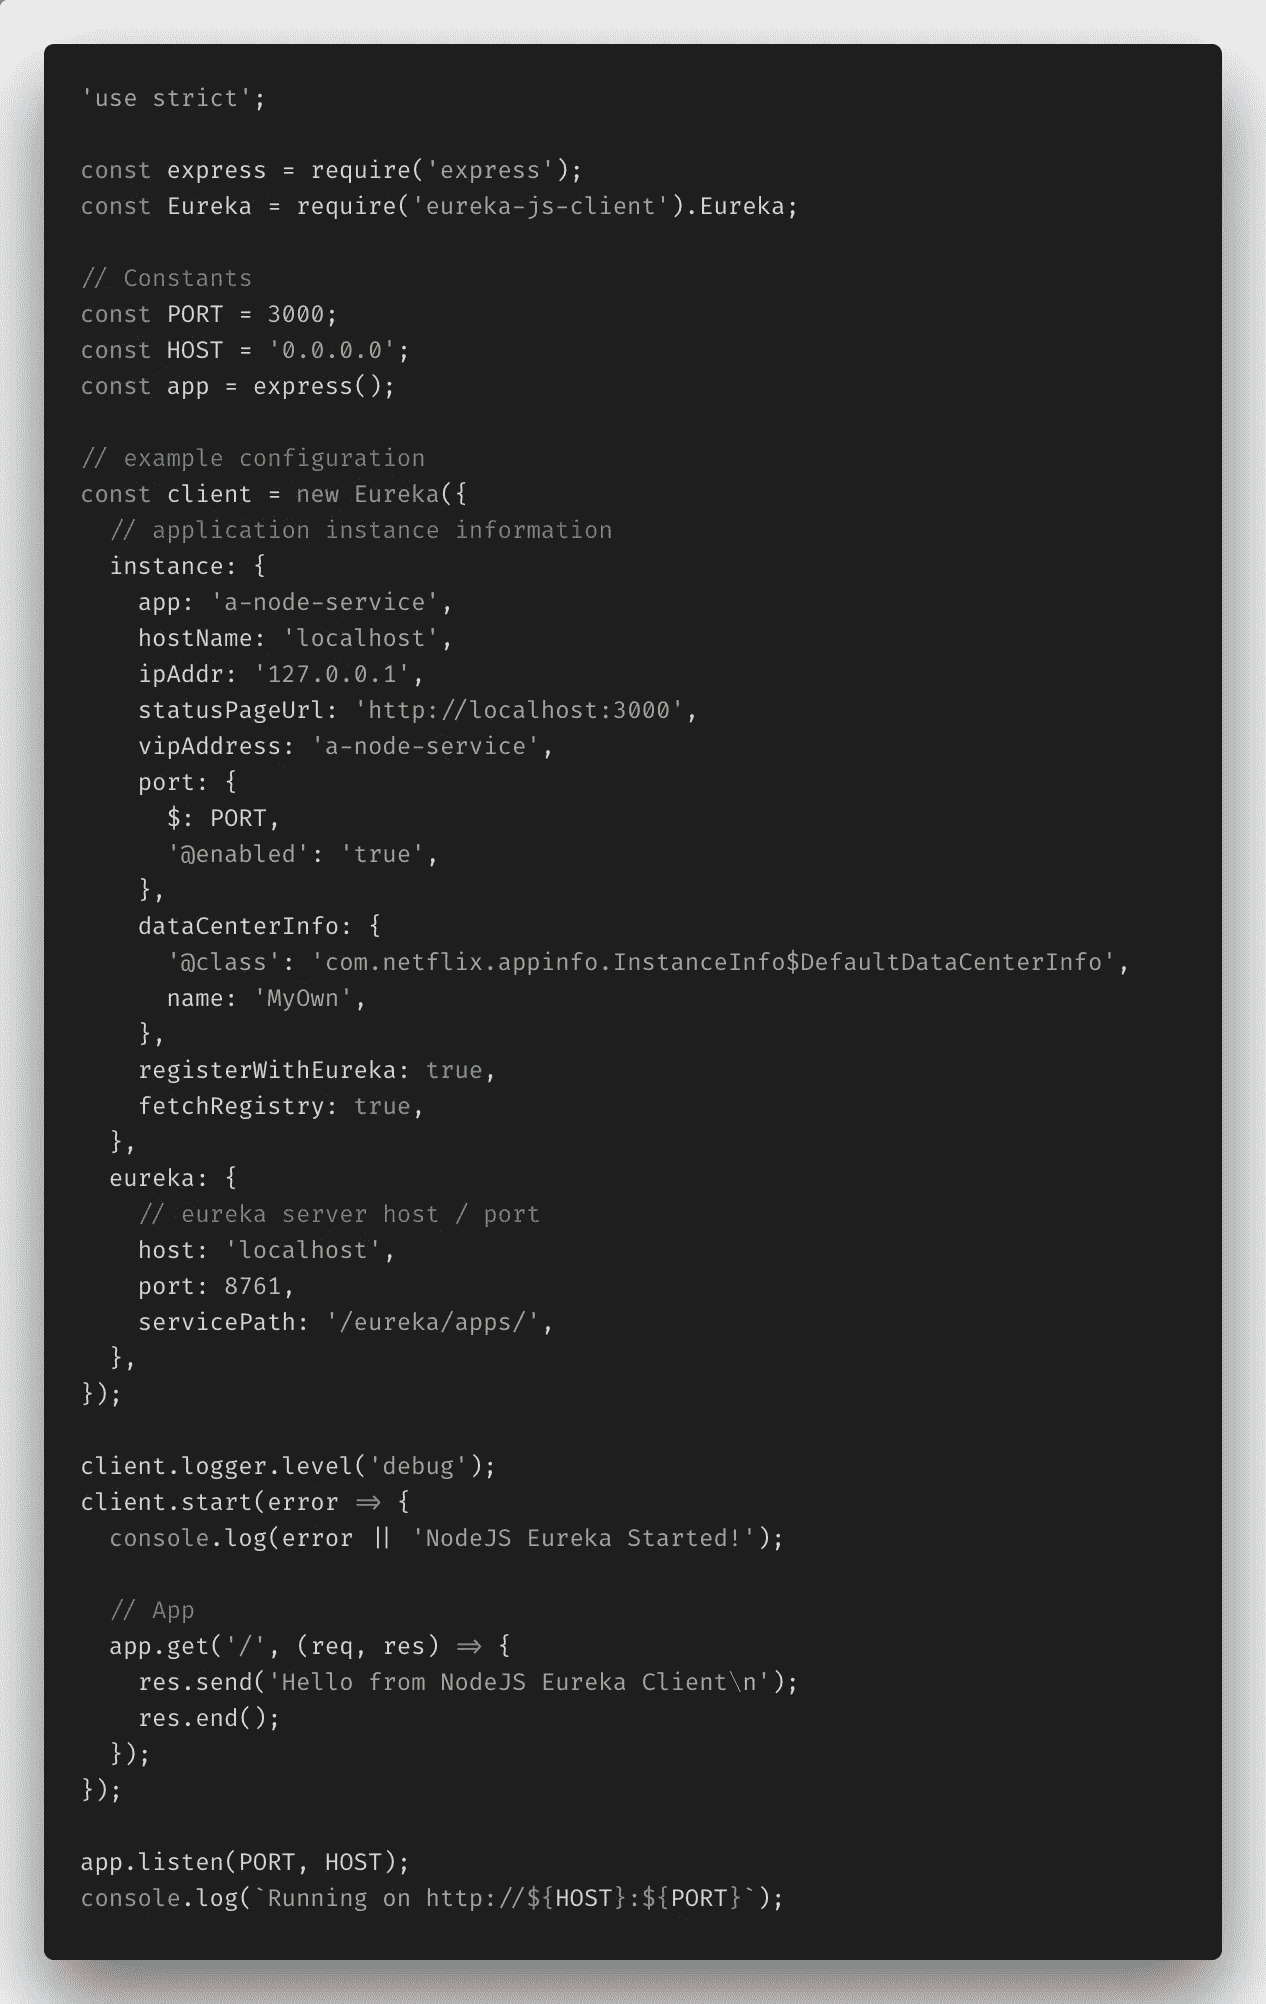 'use strict';

const express = require('express');
const Eureka = require('eureka-js-client').Eureka;

// Constants
const PORT = 3000;
const HOST = '0.0.0.0';
const app = express();

// example configuration
const client = new Eureka({
  // application instance information
  instance: {
    app: 'a-node-service',
    hostName: 'localhost',
    ipAddr: '127.0.0.1',
    statusPageUrl: 'http://localhost:3000',
    vipAddress: 'a-node-service',
    port: {
      $: PORT,
      '@enabled': 'true',
    },
    dataCenterInfo: {
      '@class': 'com.netflix.appinfo.InstanceInfo$DefaultDataCenterInfo',
      name: 'MyOwn',
    },
    registerWithEureka: true,
    fetchRegistry: true,
  },
  eureka: {
    // eureka server host / port
    host: 'localhost',
    port: 8761,
    servicePath: '/eureka/apps/',
  },
});

client.logger.level('debug');
client.start(error => {
  console.log(error || 'NodeJS Eureka Started!');

  // App
  app.get('/', (req, res) => {
    res.send('Hello from NodeJS Eureka Client\n');
    res.end();
  });
});

app.listen(PORT, HOST);
console.log(`Running on http://${HOST}:${PORT}`);